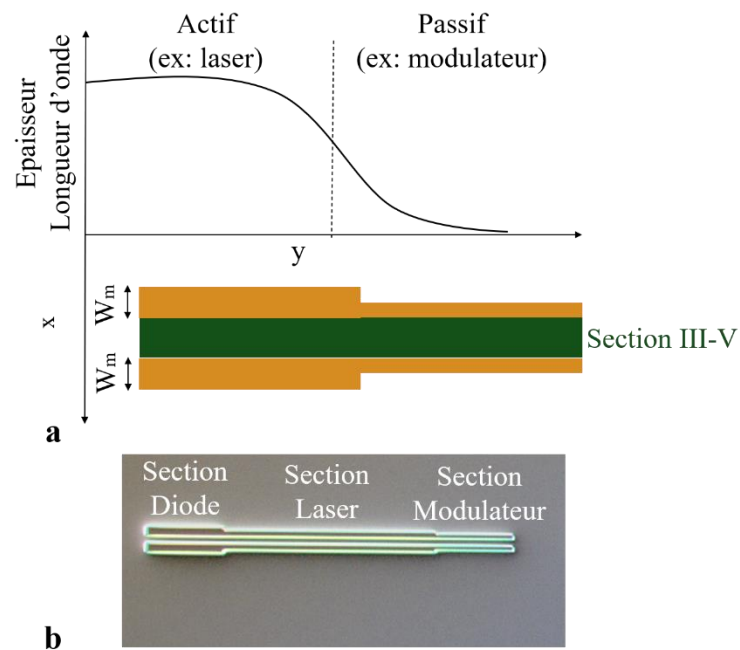 Actif
(ex: laser)
Passif
(ex: modulateur)
Epaisseur
Longueur d'onde
y
x
Wm
Wm
Section III-V
a
Section
Diode
Section
Laser
Section
Modulateur
b